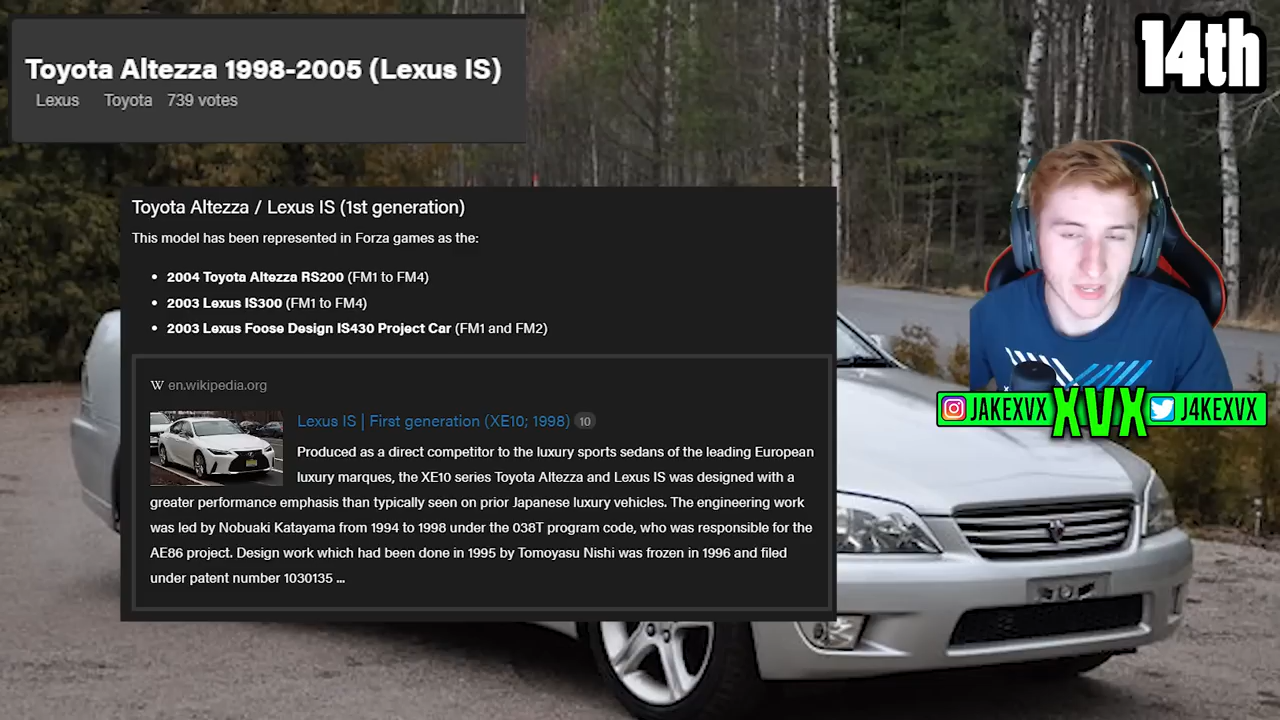 14th
Toyota Altezza 1998-2005 (Lexus IS)
Lexus Toyota 739 votes
Toyota Altezza / Lexus IS (1st generation)
This model has been represented in Forza games as the:
• 2004 Toyota Altezza RS200 (FM1 to FM4)
• 2003 Lexus IS300 (FM1 to FM4)
• 2003 Lexus Foose Design IS430 Project Car (FM1 and FM2)
W en.wikipedia.org
Lexus IS | First generation (XE10; 1998) 10
Produced as a direct competitor to the luxury sports sedans of the leading European
luxury marques, the XE10 series Toyota Altezza and Lexus IS was designed with a
greater performance emphasis than typically seen on prior Japanese luxury vehicles. The engineering work
was led by Nobuaki Katayama from 1994 to 1998 under the 038T program code, who was responsible for the
AE86 project. Design work which had been done in 1995 by Tomoyasu Nishi was frozen in 1996 and filed
under patent number 1030135 ...
JAKEXVX XVX J4KEXVX